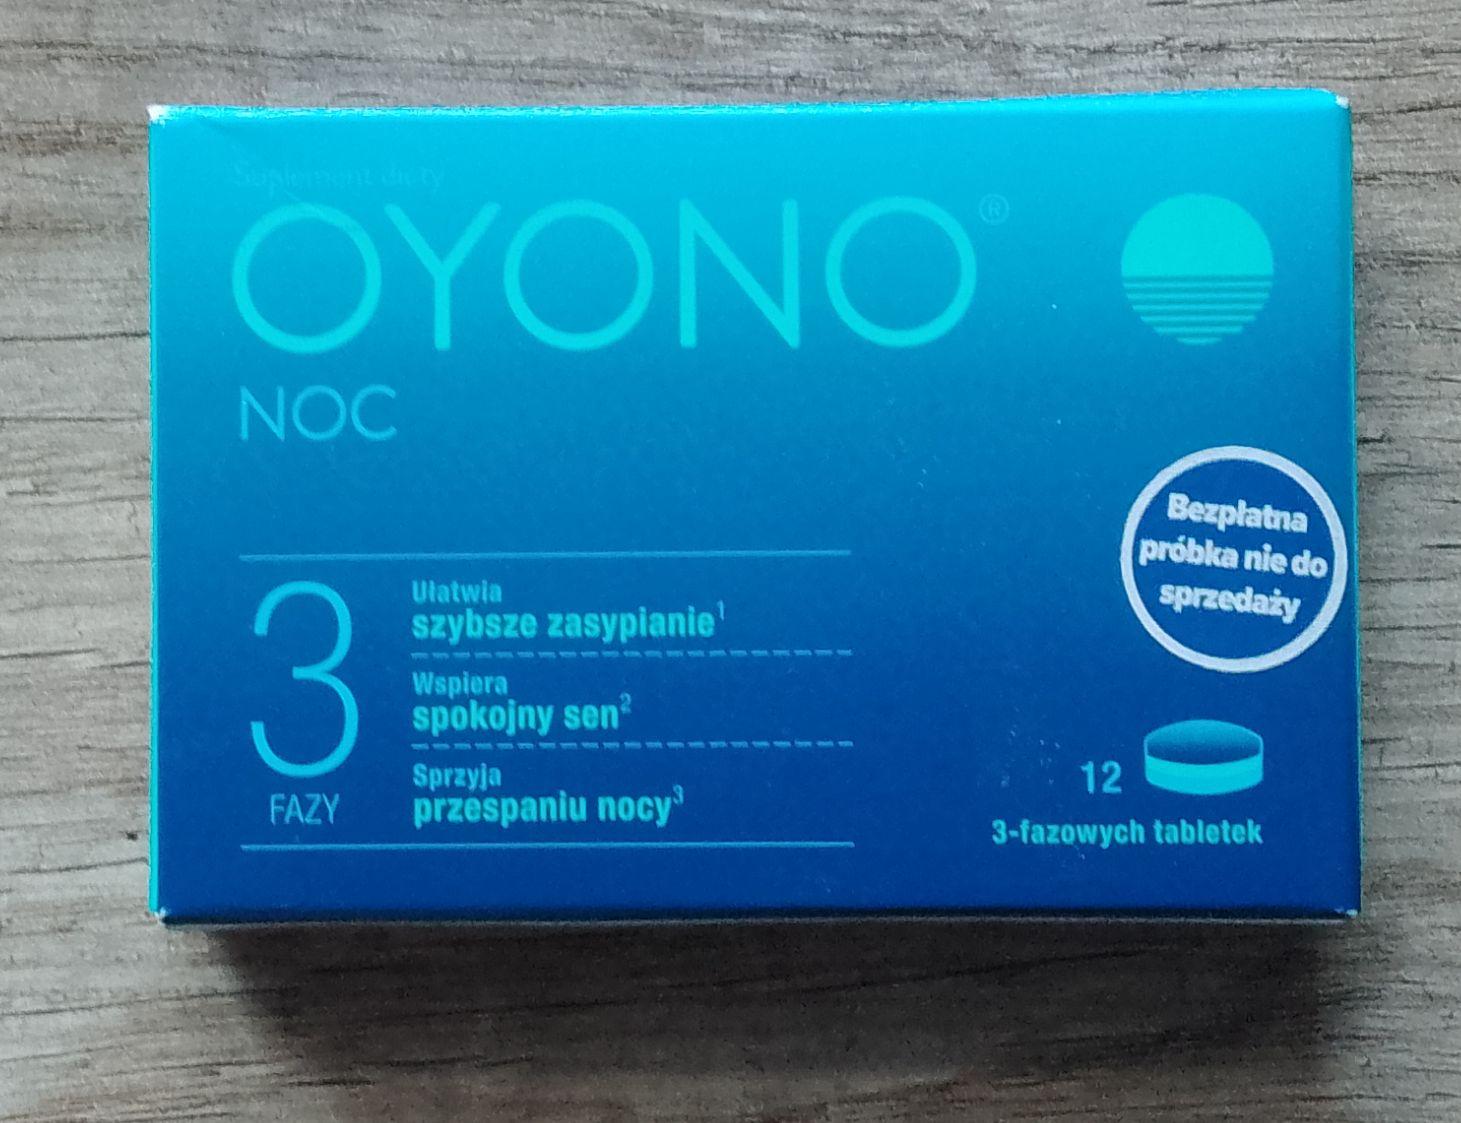 Suplement diety
OYONO®
NOC
3
FAZY
Ułatwia
szybsze zasypianie¹
Wspiera
spokojny sen²
Sprzyja
przespaniu nocy³
Bezpłatna
próbka nie do
sprzedaży
12
3-fazowych tabletek